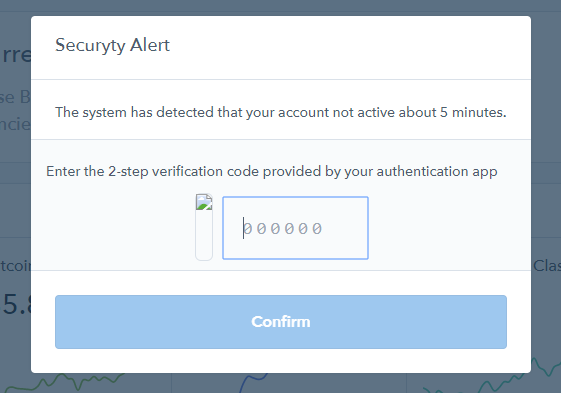 Securyty Alert
rre
The system has detected that your account not active about 5 minutes.
se B
ncie
Enter the 2-step verification code provided by your authentication app
000000
tcoin
Clas
5.8
Confirm